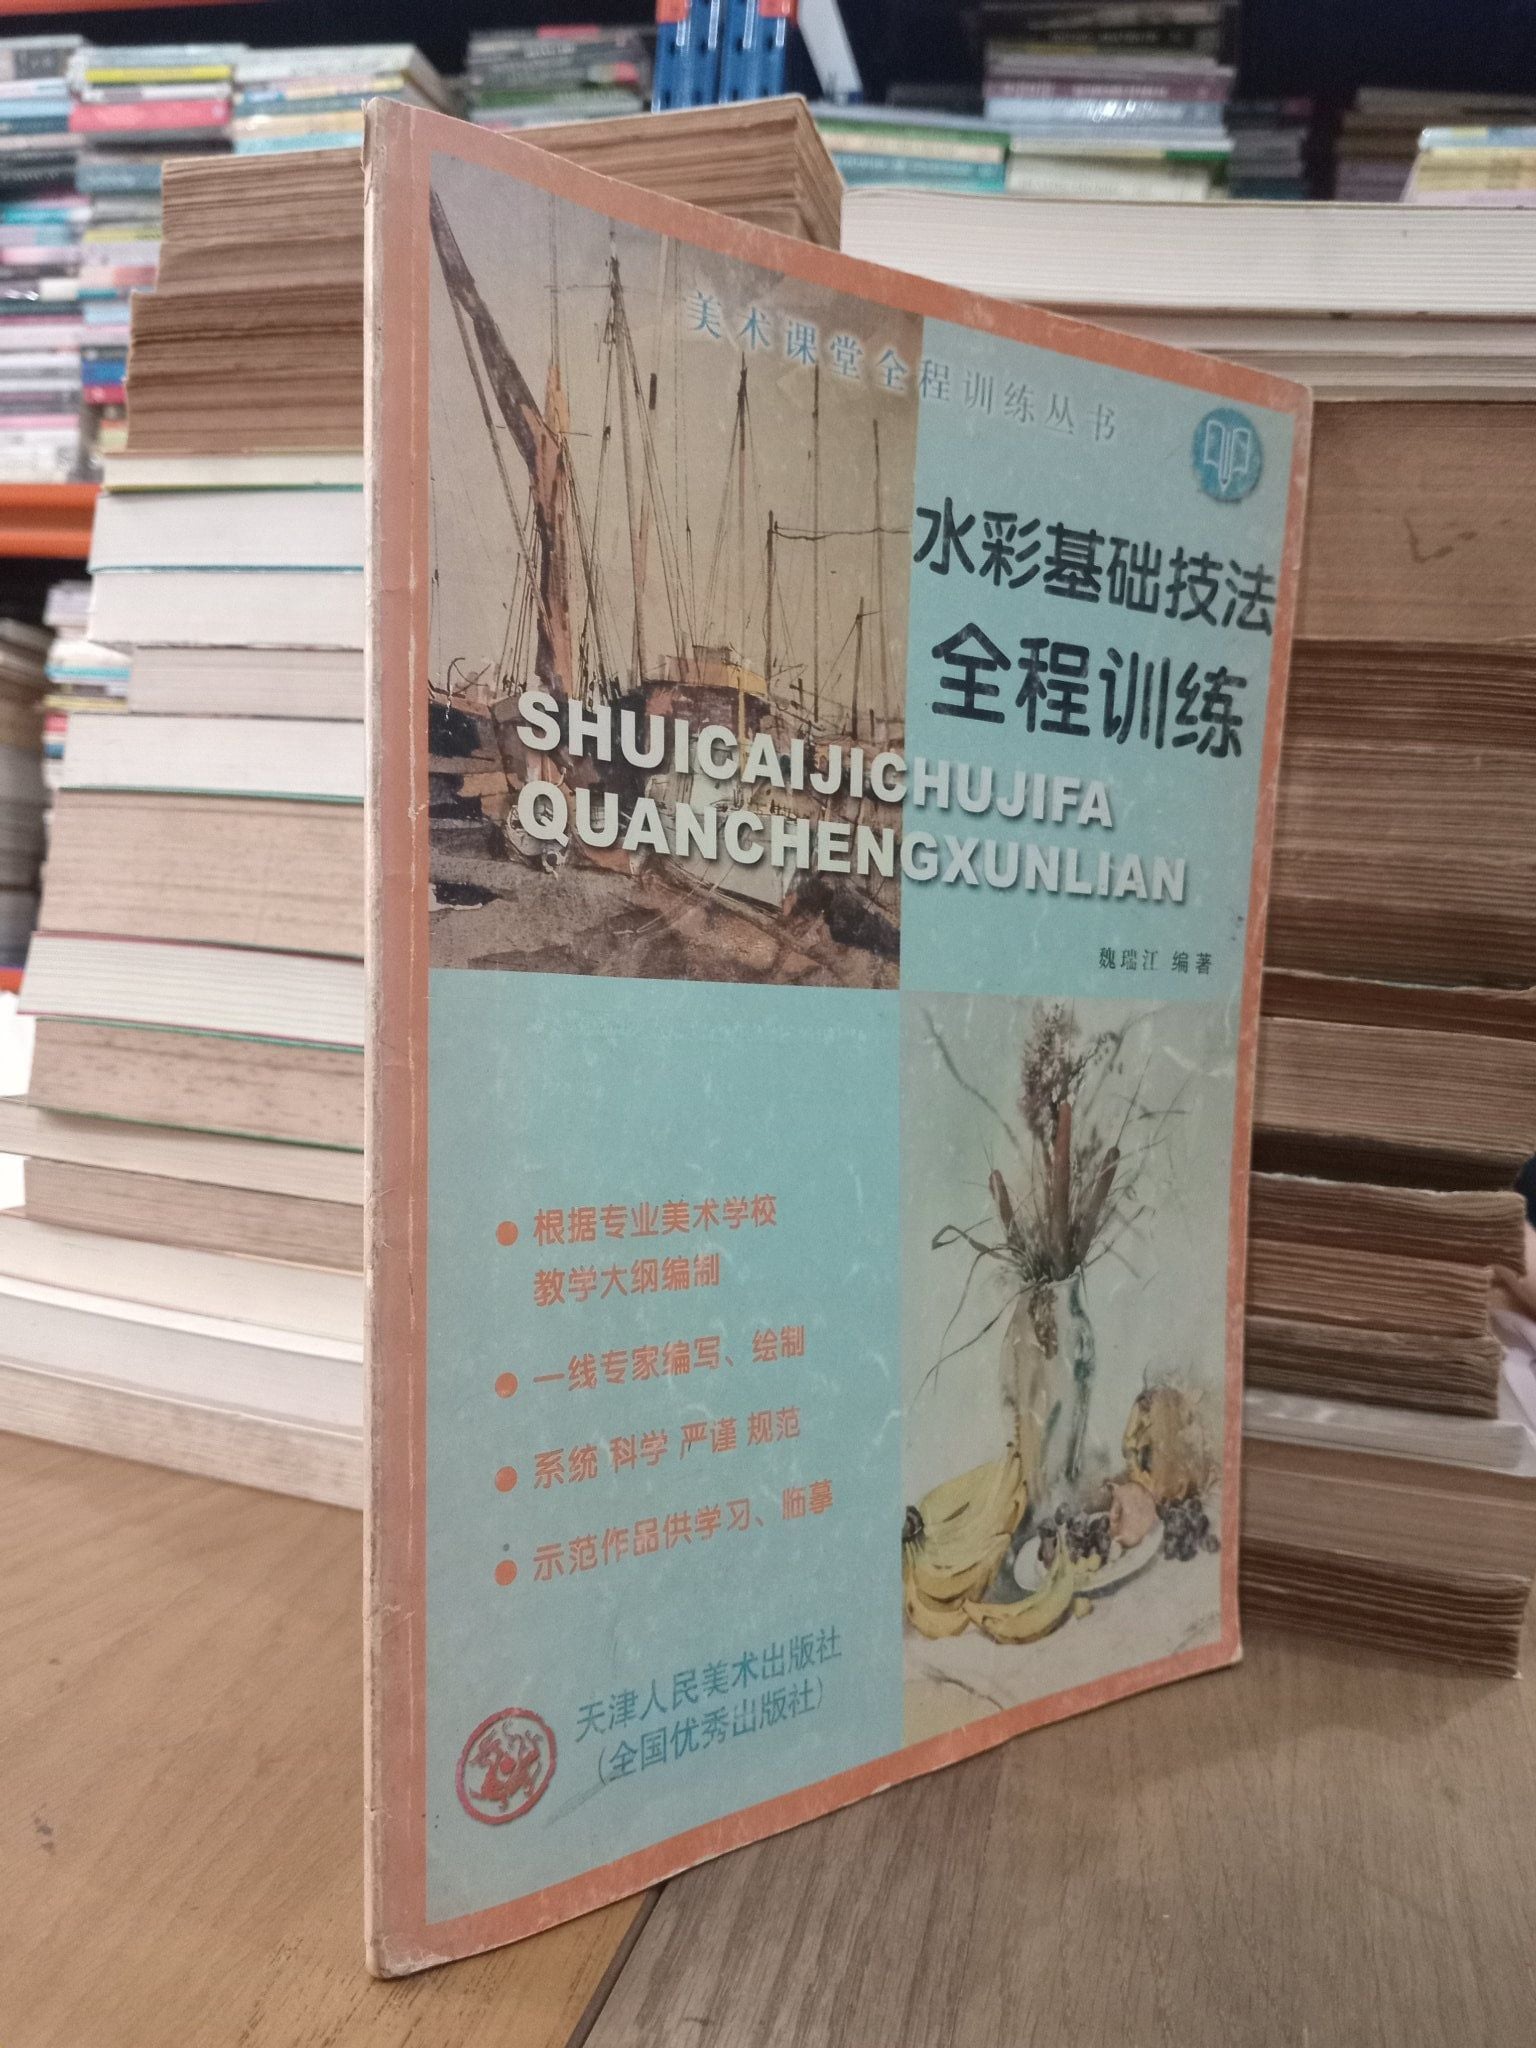 美术课堂全程训练丛书
水彩基础技法
全程训练
SHUICAIJICHUJIFA
QUANCHENGXUNLIAN
魏瑞江 编著
根据专业美术学校
教学大纲编制
一线专家编写、绘制
系统 科学 严谨 规范
示范作品供学习、临摹
天津人民美术出版社
(全国优秀出版社)